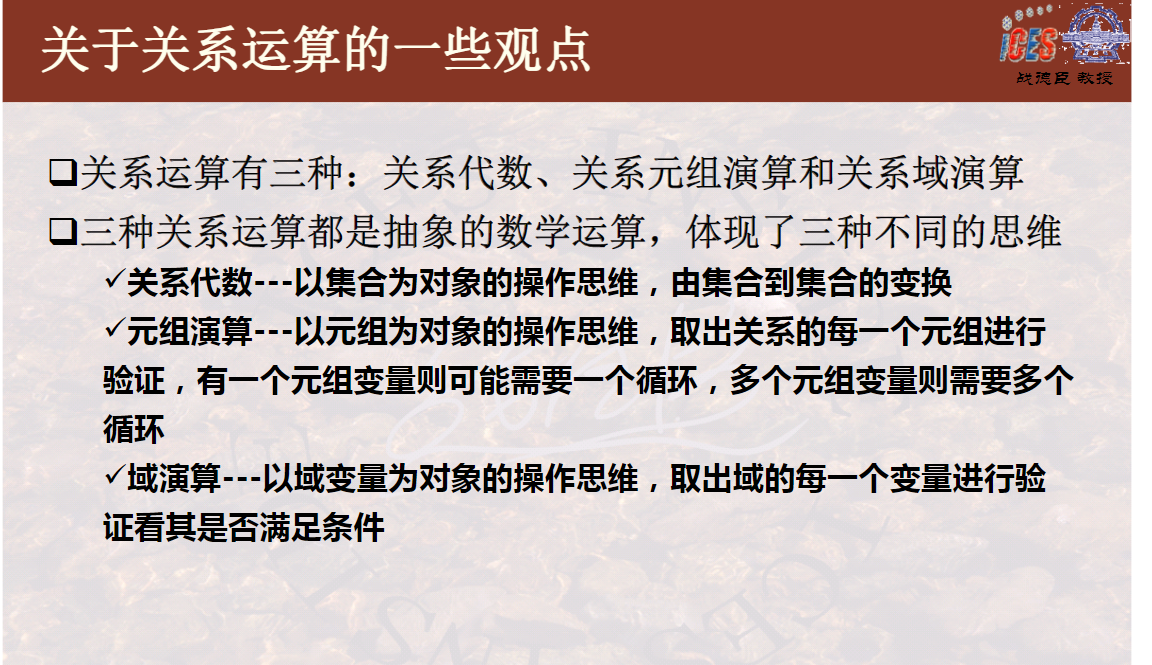 关于关系运算的一些观点
ICES
战德臣 教授
关系运算有三种：关系代数、关系元组演算和关系域演算
三种关系运算都是抽象的数学运算，体现了三种不同的思维
✓关系代数---以集合为对象的操作思维，由集合到集合的变换
✓元组演算---以元组为对象的操作思维，取出关系的每一个元组进行
验证，有一个元组变量则可能需要一个循环，多个元组变量则需要多个
循环
✓域演算---以域变量为对象的操作思维，取出域的每一个变量进行验
证看其是否满足条件